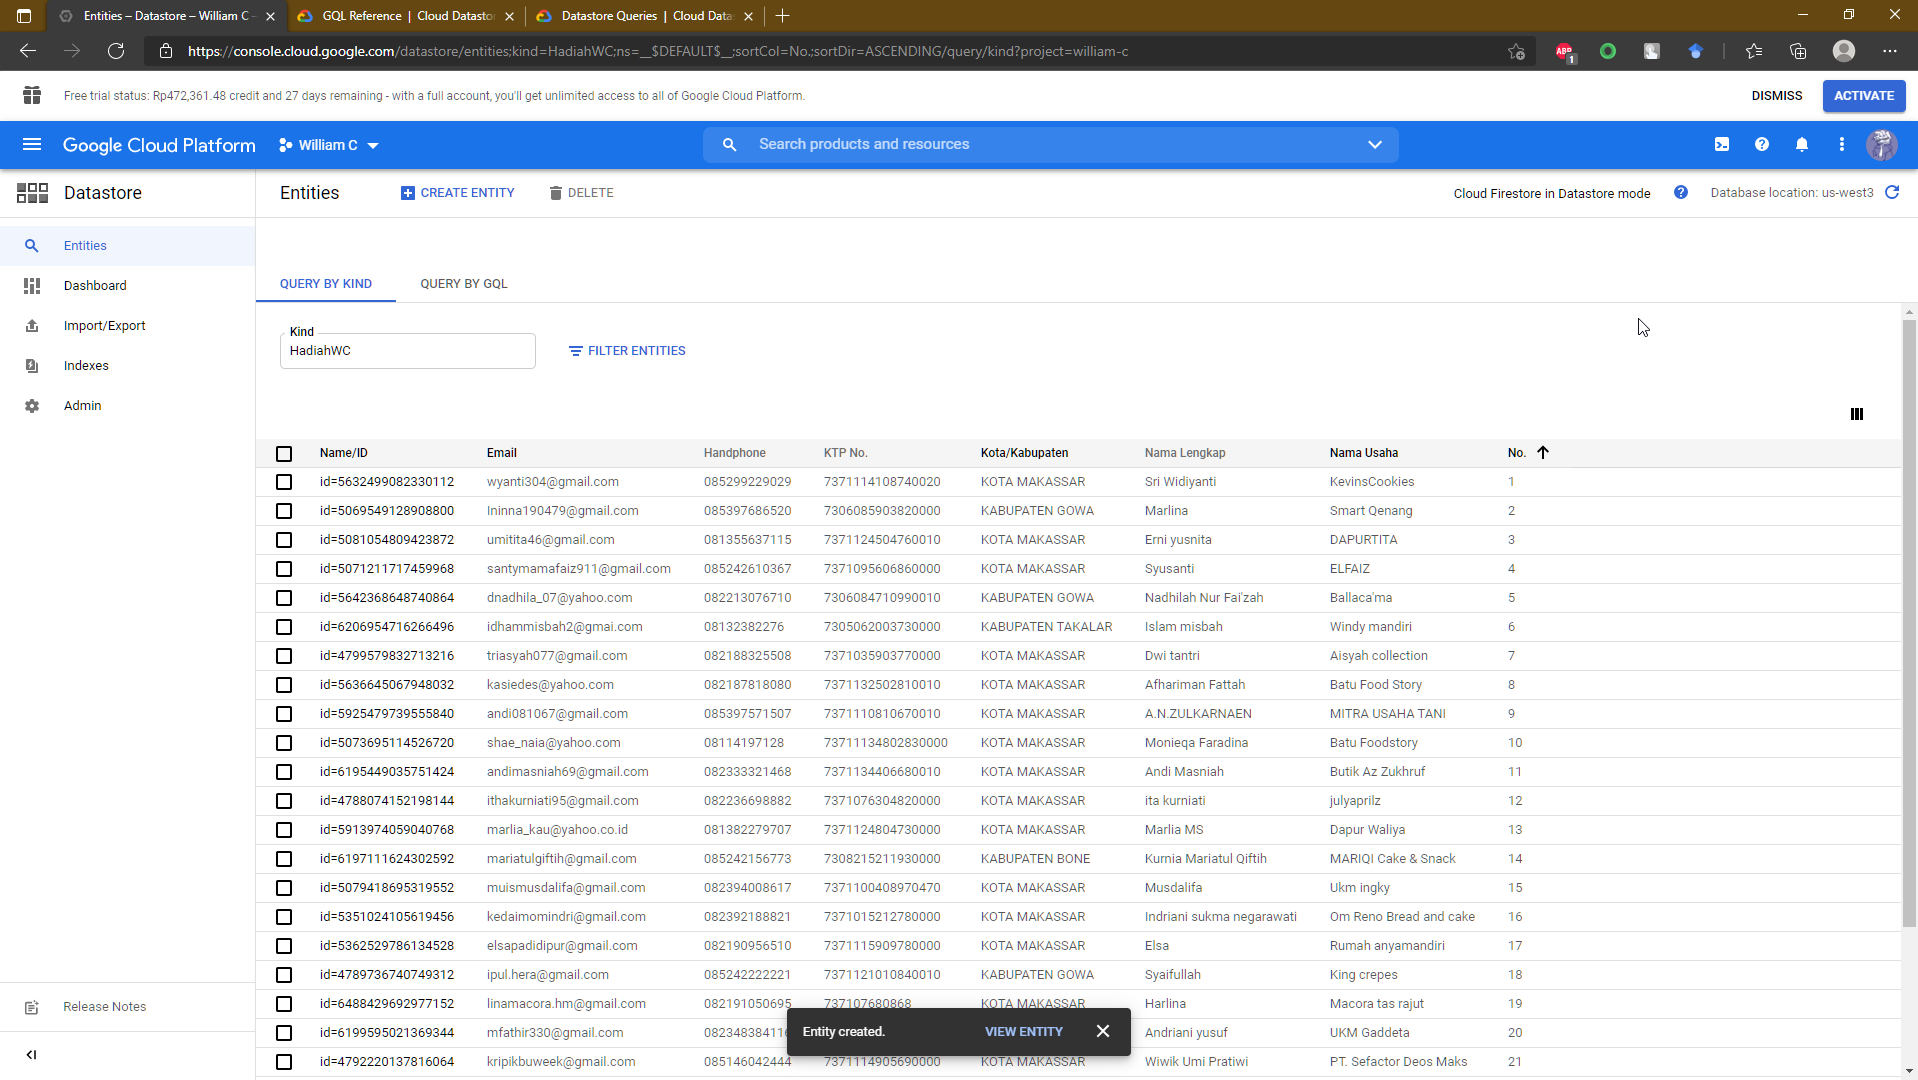 Entities – Datastore – William C –
GQL Reference | Cloud Datastor
Datastore Queries | Cloud Data
https://console.cloud.google.com/datastore/entities;kind=HadiahWC;ns=__$DEFAULT$__;sortCol=No.;sortDir=ASCENDING/query/kind?project=william-c
ABP 1
Free trial status: Rp472,361.48 credit and 27 days remaining - with a full account, you'll get unlimited access to all of Google Cloud Platform.
DISMISS
ACTIVATE
Google Cloud Platform
William C
Search products and resources
Datastore
Entities
CREATE ENTITY
DELETE
Cloud Firestore in Datastore mode
Database location: us-west3
Entities
Dashboard
Import/Export
Indexes
Admin
Release Notes
QUERY BY KIND
QUERY BY GQL
Kind
HadiahWC
FILTER ENTITIES
Name/ID Email Handphone KTP No. Kota/Kabupaten Nama Lengkap Nama Usaha No.
id=5632499082330112 wyanti304@gmail.com 085299229029 7371114108740020 KOTA MAKASSAR Sri Widiyanti KevinsCookies 1
id=5069549128908800 Ininna190479@gmail.com 085397686520 7306085903820000 KABUPATEN GOWA Marlina Smart Qenang 2
id=5081054809423872 umitita46@gmail.com 081355637115 7371124504760010 KOTA MAKASSAR Erni yusnita DAPURTITA 3
id=5071211717459968 santymamafaiz911@gmail.com 085242610367 7371095606860000 KOTA MAKASSAR Syusanti ELFAIZ 4
id=5642368648740864 dnadhila_07@yahoo.com 082213076710 7306084710990010 KABUPATEN GOWA Nadhilah Nur Fai'zah Ballaca'ma 5
id=6206954716266496 idhammisbah2@gmai.com 08132382276 7305062003730000 KABUPATEN TAKALAR Islam misbah Windy mandiri 6
id=4799579832713216 triasyah077@gmail.com 082188325508 7371035903770000 KOTA MAKASSAR Dwi tantri Aisyah collection 7
id=5636645067948032 kasiedes@yahoo.com 082187818080 7371132502810010 KOTA MAKASSAR Afhariman Fattah Batu Food Story 8
id=5925479739555840 andi081067@gmail.com 085397571507 7371110810670010 KOTA MAKASSAR A.N.ZULKARNAEN MITRA USAHA TANI 9
id=5073695114526720 shae_naia@yahoo.com 08114197128 73711134802830000 KOTA MAKASSAR Monieqa Faradina Batu Foodstory 10
id=6195449035751424 andimasniah69@gmail.com 082333321468 7371134406680010 KOTA MAKASSAR Andi Masniah Butik Az Zukhruf 11
id=4788074152198144 ithakurniati95@gmail.com 082236698882 7371076304820000 KOTA MAKASSAR ita kurniati julyaprilz 12
id=5913974059040768 marlia_kau@yahoo.co.id 081382279707 7371124804730000 KOTA MAKASSAR Marlia MS Dapur Waliya 13
id=6197111624302592 mariatulgiftih@gmail.com 085242156773 7308215211930000 KABUPATEN BONE Kurnia Mariatul Qiftih MARIQI Cake & Snack 14
id=5079418695319552 muismusdalifa@gmail.com 082394008617 7371100408970470 KOTA MAKASSAR Musdalifa Ukm ingky 15
id=5351024105619456 kedaimomindri@gmail.com 082392188821 7371015212780000 KOTA MAKASSAR Indriani sukma negarawati Om Reno Bread and cake 16
id=5362529786134528 elsapadidipur@gmail.com 082190956510 7371115909780000 KOTA MAKASSAR Elsa Rumah anyamandiri 17
id=4789736740749312 ipul.hera@gmail.com 085242222221 7371121010840010 KABUPATEN GOWA Syaifullah King crepes 18
id=6488429692977152 linamacora.hm@gmail.com 082191050695 737107680868 KOTA MAKASSAR Harlina Macora tas rajut 19
id=6199595021369344 mfathir330@gmail.com 08234838411 Andriani yusuf UKM Gaddeta 20
id=4792220137816064 kripikbuweek@gmail.com 085146042444 7371114905690000 KOTA MAKASSAR Wiwik Umi Pratiwi PT. Sefactor Deos Maks 21
Entity created.
VIEW ENTITY